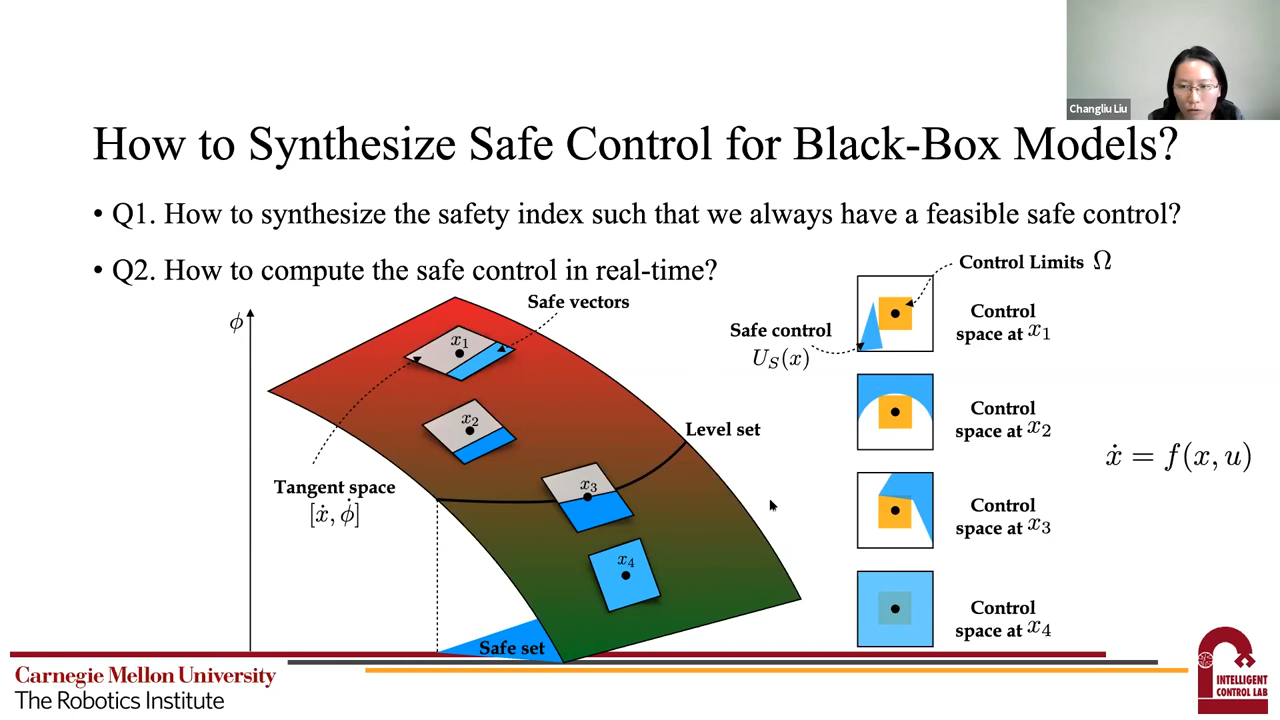 Changliu Liu
How to Synthesize Safe Control for Black-Box Models?
• Q1. How to synthesize the safety index such that we always have a feasible safe control?
• Q2. How to compute the safe control in real-time?
Control Limits Ω
Safe vectors
ϕ
Safe control
U_S(x)
Control
space at x₁
x₁
x₂
Control
space at x₂
Level set
ẋ = f(x, u)
Tangent space
[ẋ, ϕ̇]
x₃
Control
space at x₃
x₄
Control
space at x₄
Safe set
Carnegie Mellon University
The Robotics Institute
INTELLIGENT
CONTROL LAB